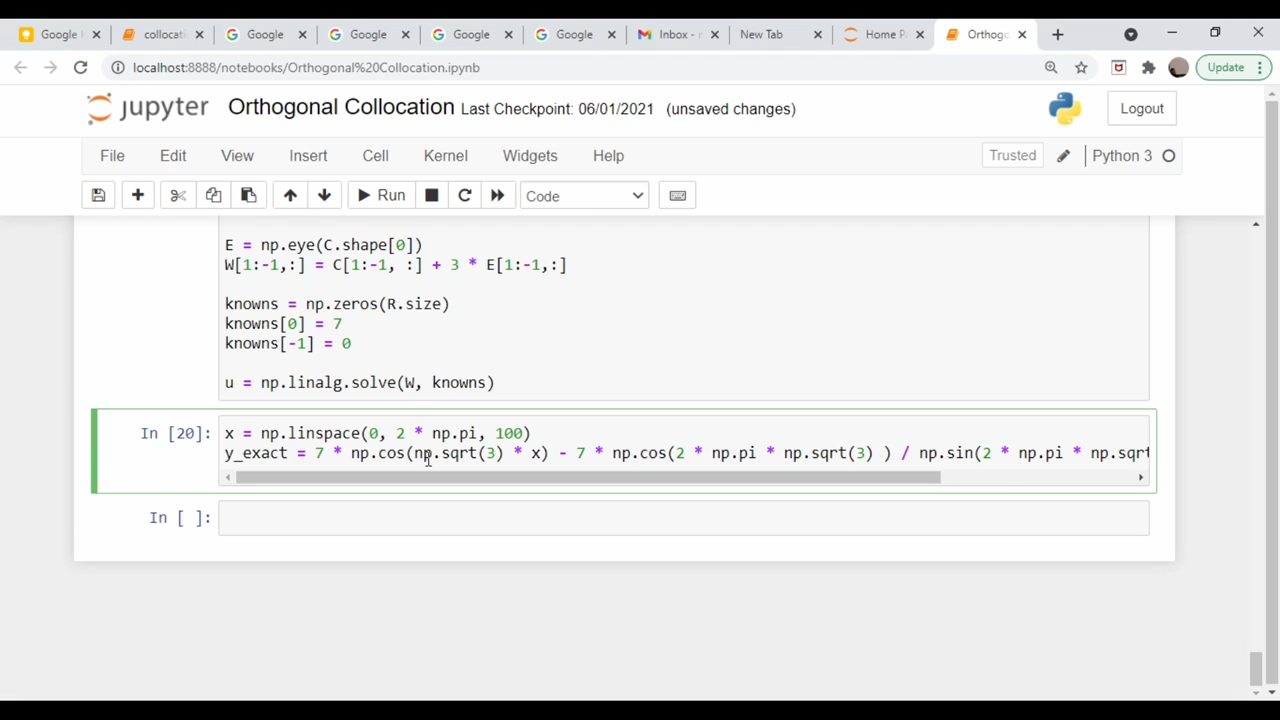 Google
collocati
Google
Google
Google
Google
Inbox -
New Tab
Home P
Orthogo
localhost:8888/notebooks/Orthogonal%20Collocation.ipynb
Update
jupyter
Orthogonal Collocation Last Checkpoint: 06/01/2021 (unsaved changes)
Logout
File Edit View Insert Cell Kernel Widgets Help
Trusted
Python 3
Run
Code
E = np.eye(C.shape[0])
W[1:-1,:] = C[1:-1, :] + 3 * E[1:-1,:]
knowns = np.zeros(R.size)
knowns[0] = 7
knowns[-1] = 0
u = np.linalg.solve(W, knowns)
In [20]:
x = np.linspace(0, 2 * np.pi, 100)
y_exact = 7 * np.cos(np.sqrt(3) * x) - 7 * np.cos(2 * np.pi * np.sqrt(3) ) / np.sin(2 * np.pi * np.sqrt
In [ ]: